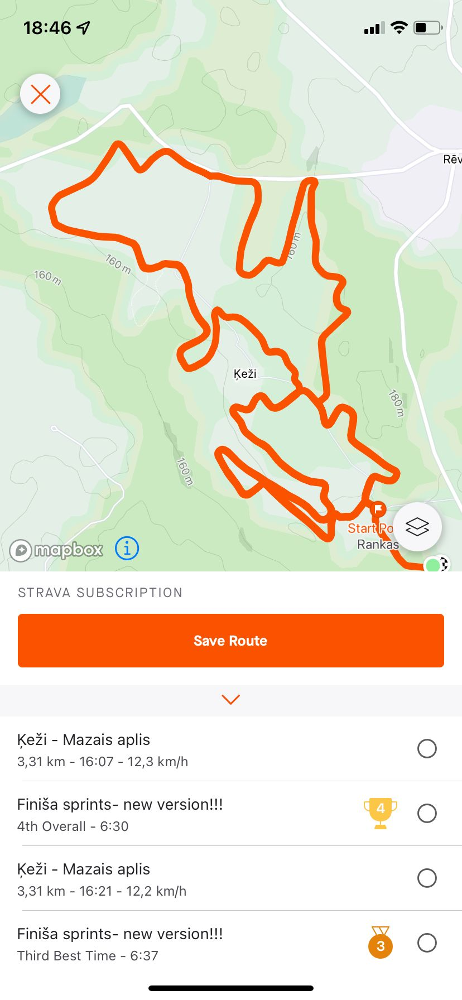 18:46
Rēv
160 m
160 m
160 m
Ķeži
180 m
160 m
Start Po
Rankas
mapbox
STRAVA SUBSCRIPTION
Save Route
Ķeži - Mazais aplis
3,31 km - 16:07 - 12,3 km/h
Finiša sprints- new version!!!
4
4th Overall - 6:30
Ķeži - Mazais aplis
3,31 km - 16:21 - 12,2 km/h
Finiša sprints- new version!!!
3
Third Best Time - 6:37